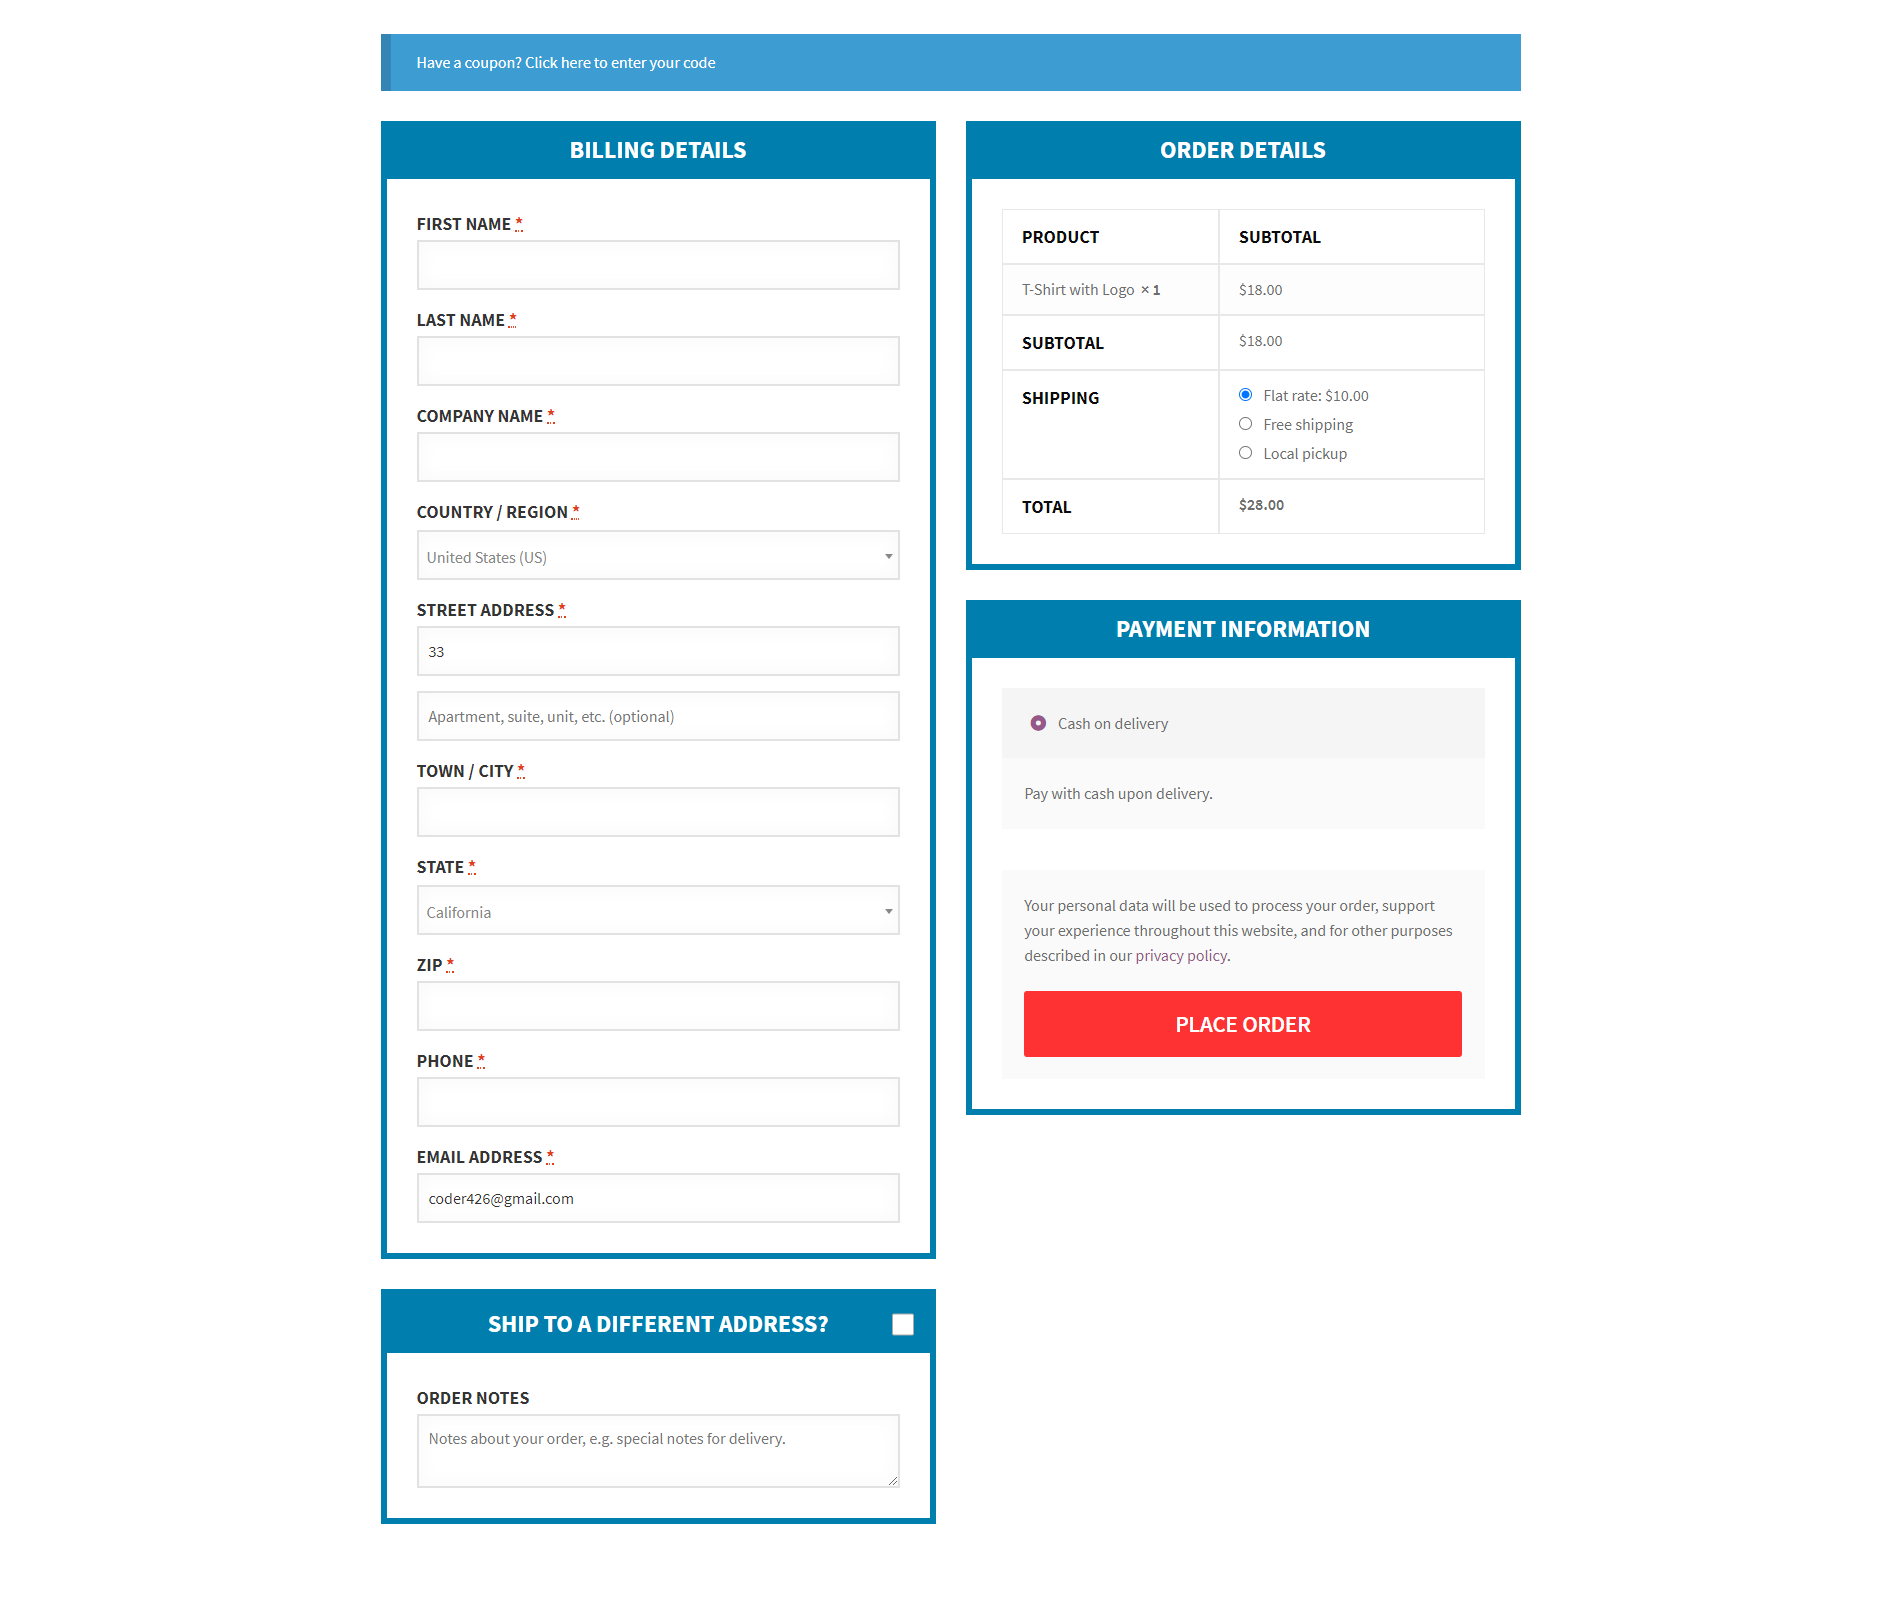 Have a coupon? Click here to enter your code
BILLING DETAILS
FIRST NAME *
LAST NAME *
COMPANY NAME *
COUNTRY / REGION *
United States (US)
STREET ADDRESS *
33
Apartment, suite, unit, etc. (optional)
TOWN / CITY *
STATE *
California
ZIP *
PHONE *
EMAIL ADDRESS *
coder426@gmail.com
SHIP TO A DIFFERENT ADDRESS?
ORDER NOTES
Notes about your order, e.g. special notes for delivery.
ORDER DETAILS
PRODUCT SUBTOTAL
T-Shirt with Logo × 1 $18.00
SUBTOTAL $18.00
SHIPPING Flat rate: $10.00
Free shipping
Local pickup
TOTAL $28.00
PAYMENT INFORMATION
Cash on delivery
Pay with cash upon delivery.
Your personal data will be used to process your order, support
your experience throughout this website, and for other purposes
described in our privacy policy.
PLACE ORDER